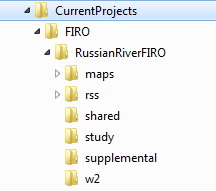 CurrentProjects
FIRO
RussianRiverFIRO
maps
rss
shared
study
supplemental
w2